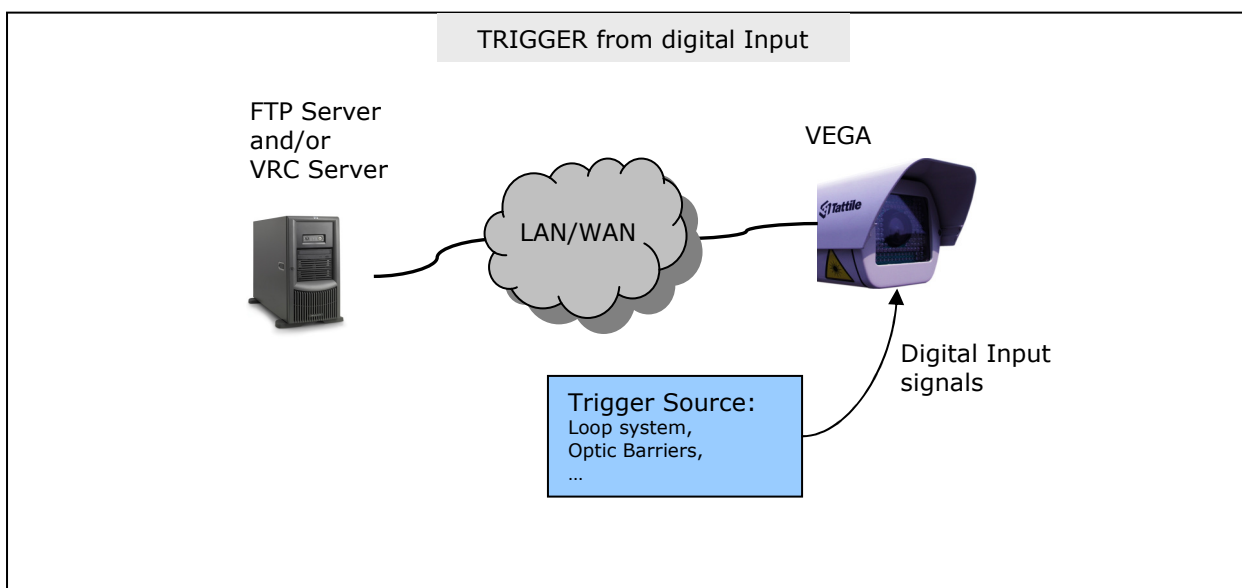 TRIGGER from digital Input
FTP Server
and/or
VRC Server
VEGA
Tattile
LAN/WAN
Digital Input
signals
Trigger Source:
Loop system,
Optic Barriers,
…